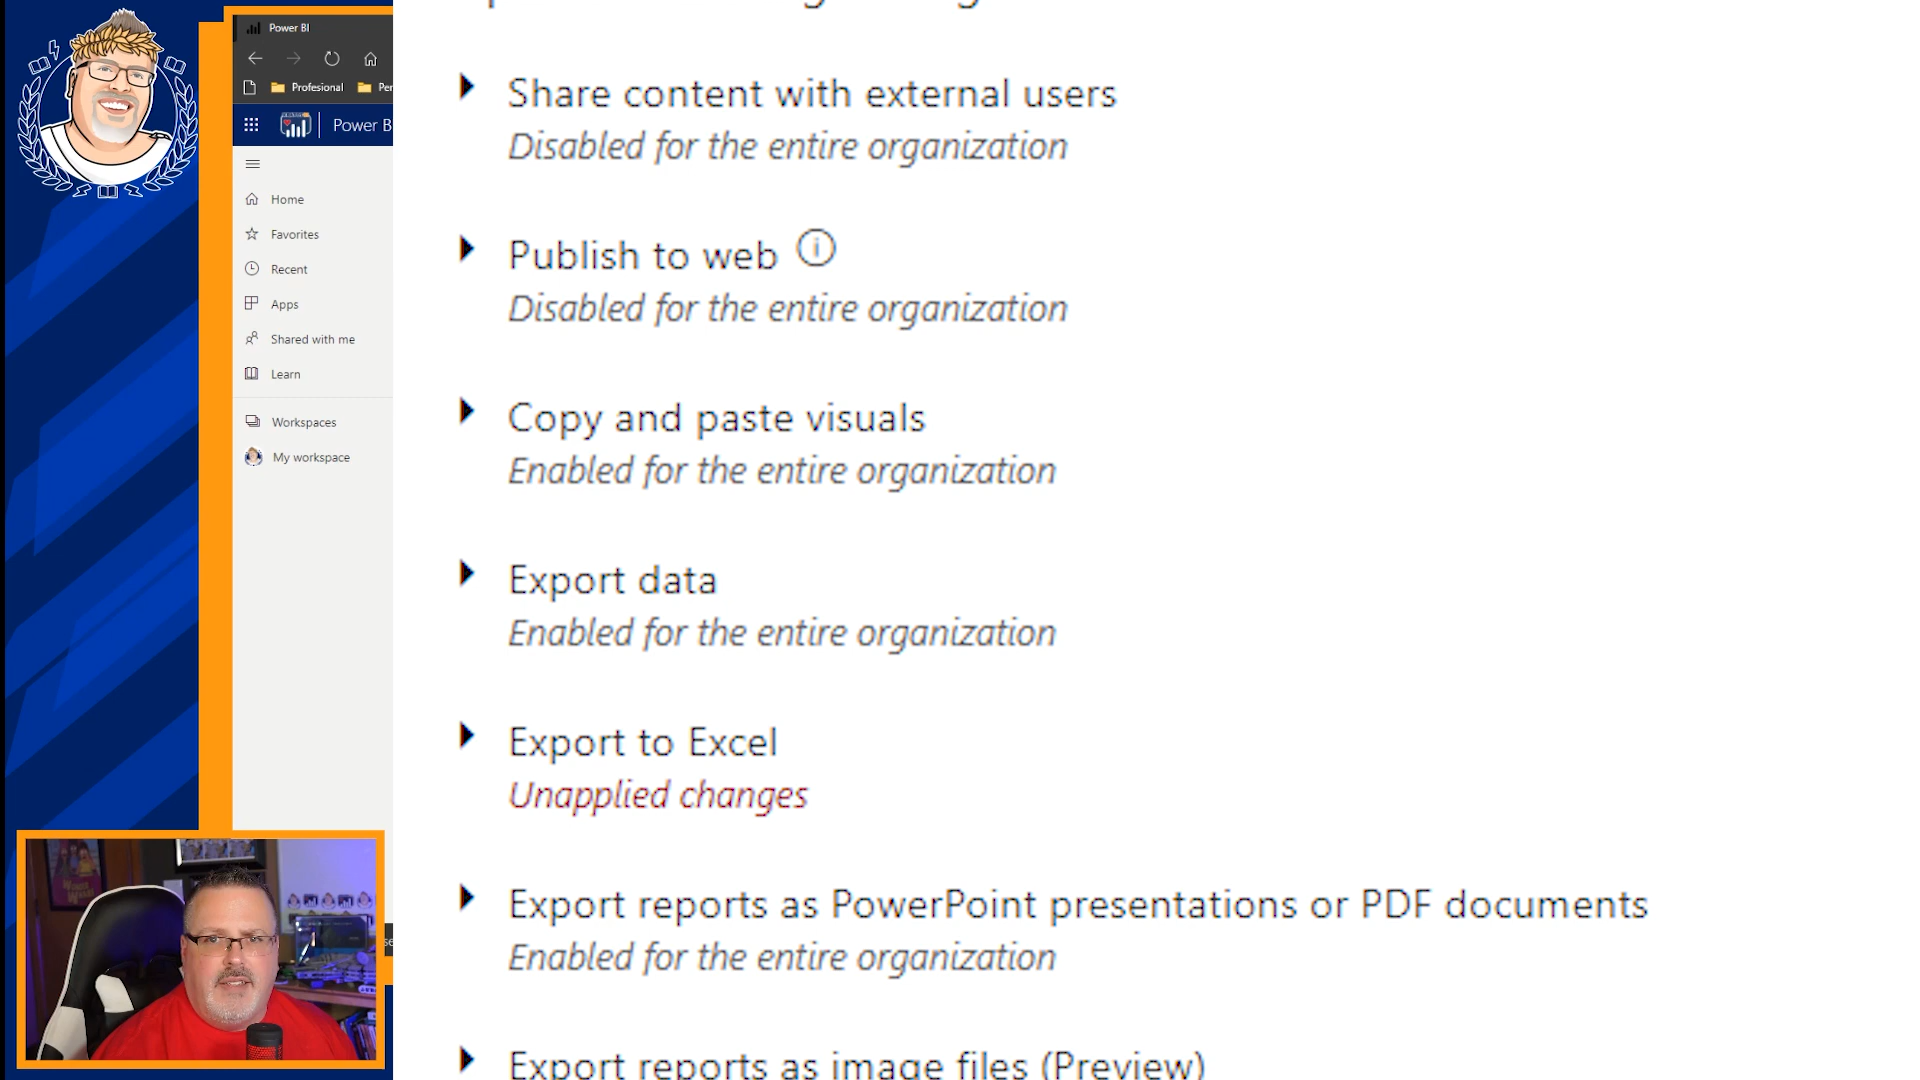 Power BI
Profesional
Per
Power B
Home
Favorites
Recent
Apps
Shared with me
Learn
Workspaces
My workspace
Share content with external users
Disabled for the entire organization
Publish to web
Disabled for the entire organization
Copy and paste visuals
Enabled for the entire organization
Export data
Enabled for the entire organization
Export to Excel
Unapplied changes
Export reports as PowerPoint presentations or PDF documents
Enabled for the entire organization
Export reports as image files (Preview)